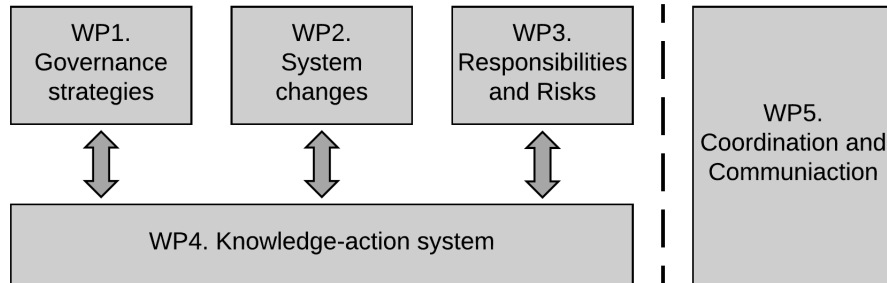 WP1.
Governance
strategies
WP2.
System
changes
WP3.
Responsibilities
and Risks
WP4. Knowledge-action system
WP5.
Coordination and
Communiaction